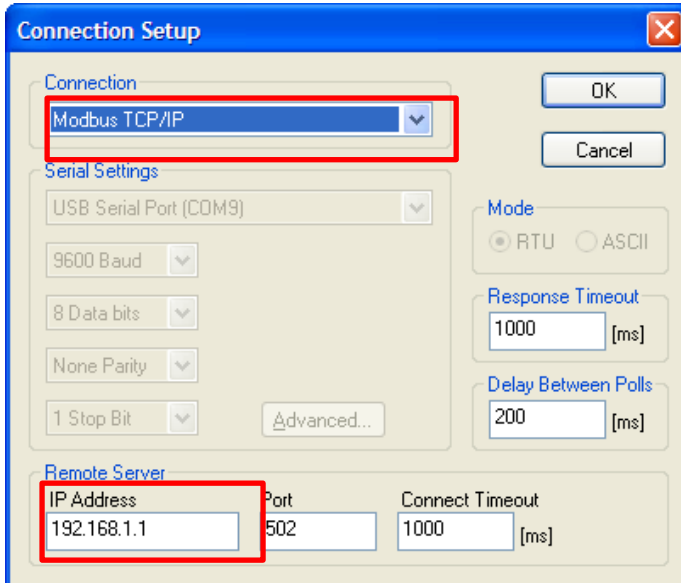 Connection Setup
Connection
OK
Modbus TCP/IP
Cancel
Serial Settings
USB Serial Port (COM9)
Mode
RTU ASCII
9600 Baud
Response Timeout
8 Data bits
1000 [ms]
None Parity
Delay Between Polls
1 Stop Bit Advanced... 200 [ms]
Remote Server
IP Address Port Connect Timeout
192.168.1.1 502 1000 [ms]